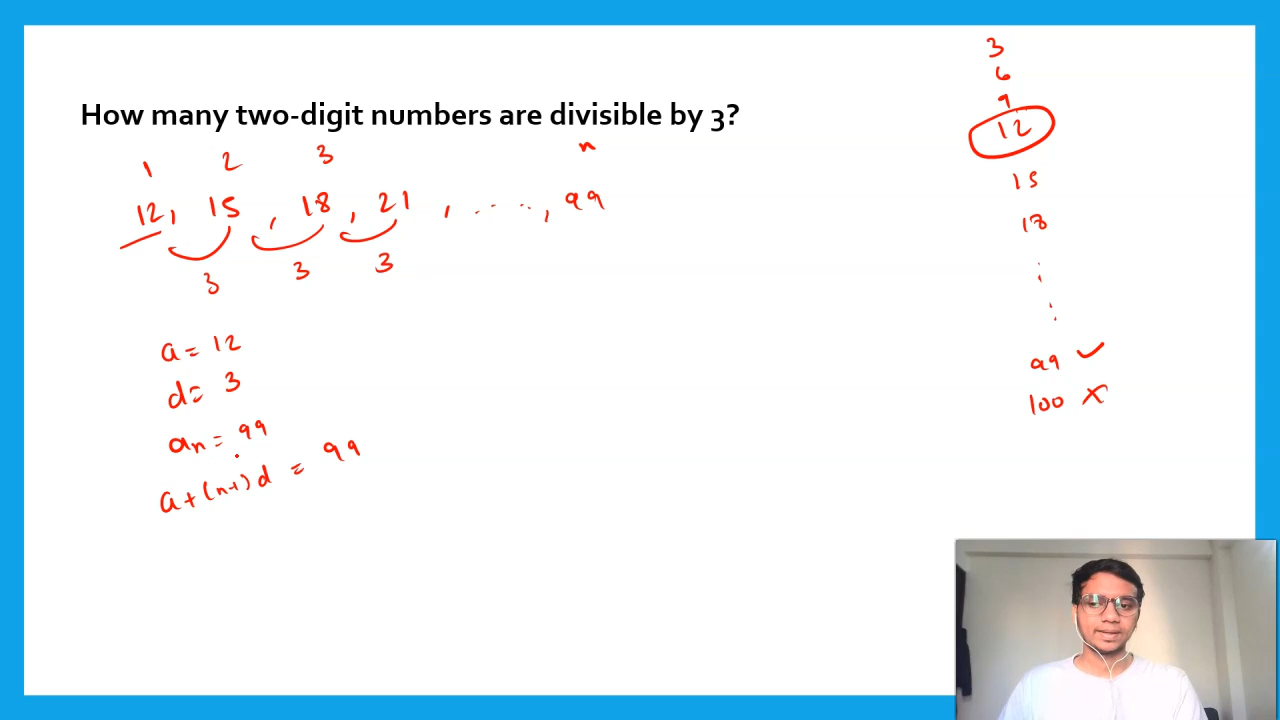 How many two-digit numbers are divisible by 3?
1 2 3 n
12, 15, 18, 21, ....., 99
3 3 3
a = 12
d = 3
an = 99
a+(n-1)d = 99
3
6
9
12
15
18
⋮
99 ✓
100 ✗